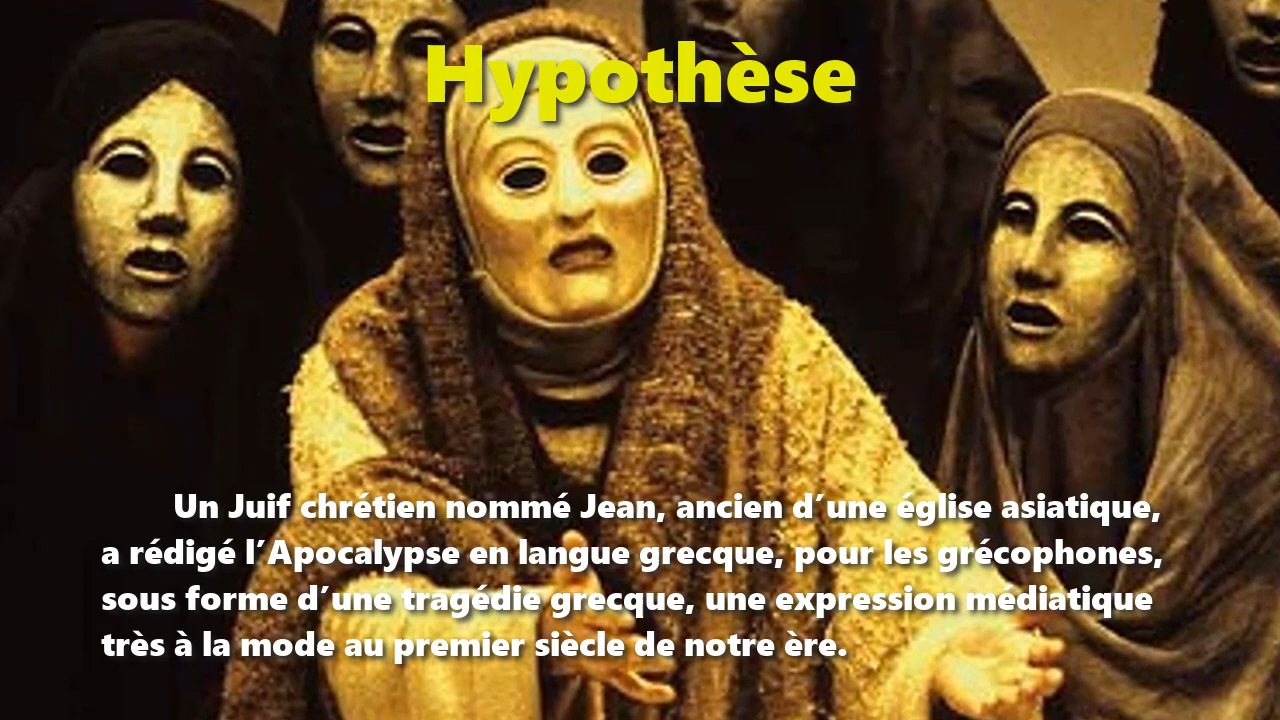 Hypothèse
Un Juif chrétien nommé Jean, ancien d’une église asiatique,
a rédigé l’Apocalypse en langue grecque, pour les grécophones,
sous forme d’une tragédie grecque, une expression médiatique
très à la mode au premier siècle de notre ère.